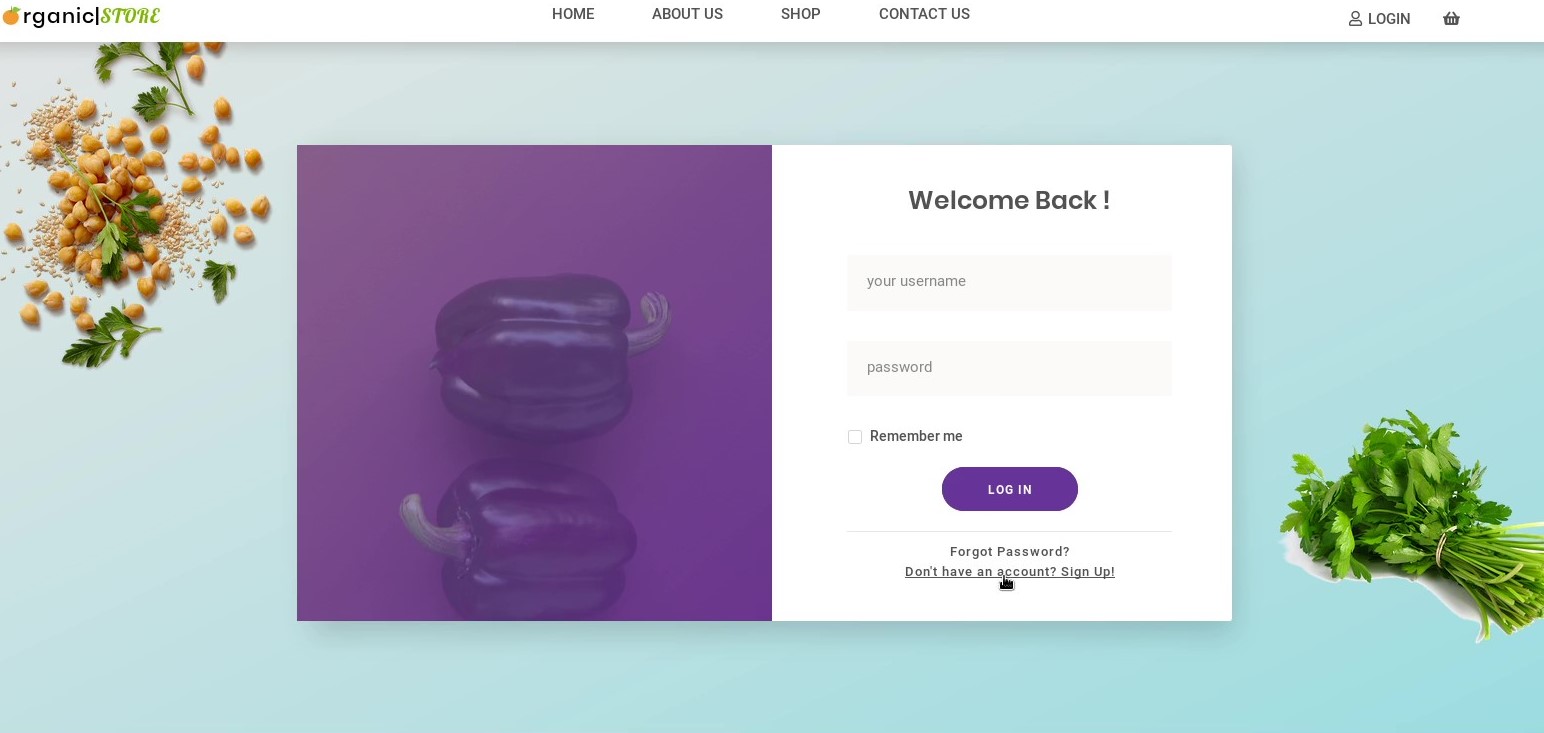 rganic|STORE
HOME ABOUT US SHOP CONTACT US LOGIN
Welcome Back !
your username
password
Remember me
LOG IN
Forgot Password?
Don't have an account? Sign Up!